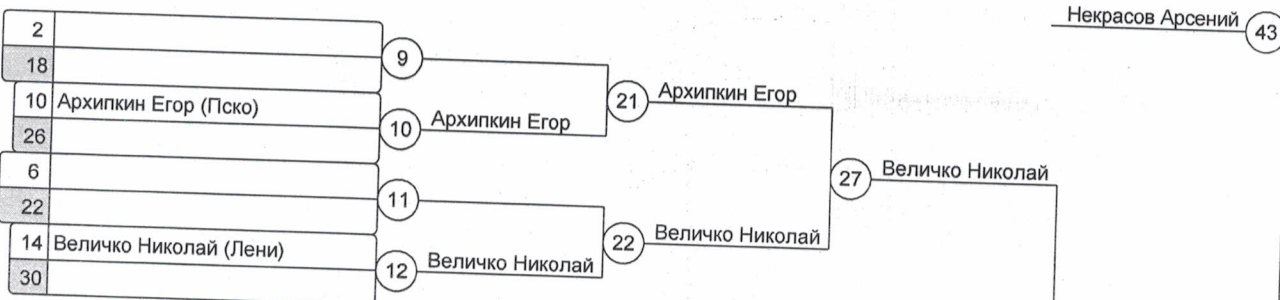 Некрасов Арсений 43
2
18
9
10 Архипкин Егор (Пско)
26
10 Архипкин Егор
21 Архипкин Егор
6
22
11
14 Величко Николай (Лени)
30
12 Величко Николай
22 Величко Николай
27 Величко Николай